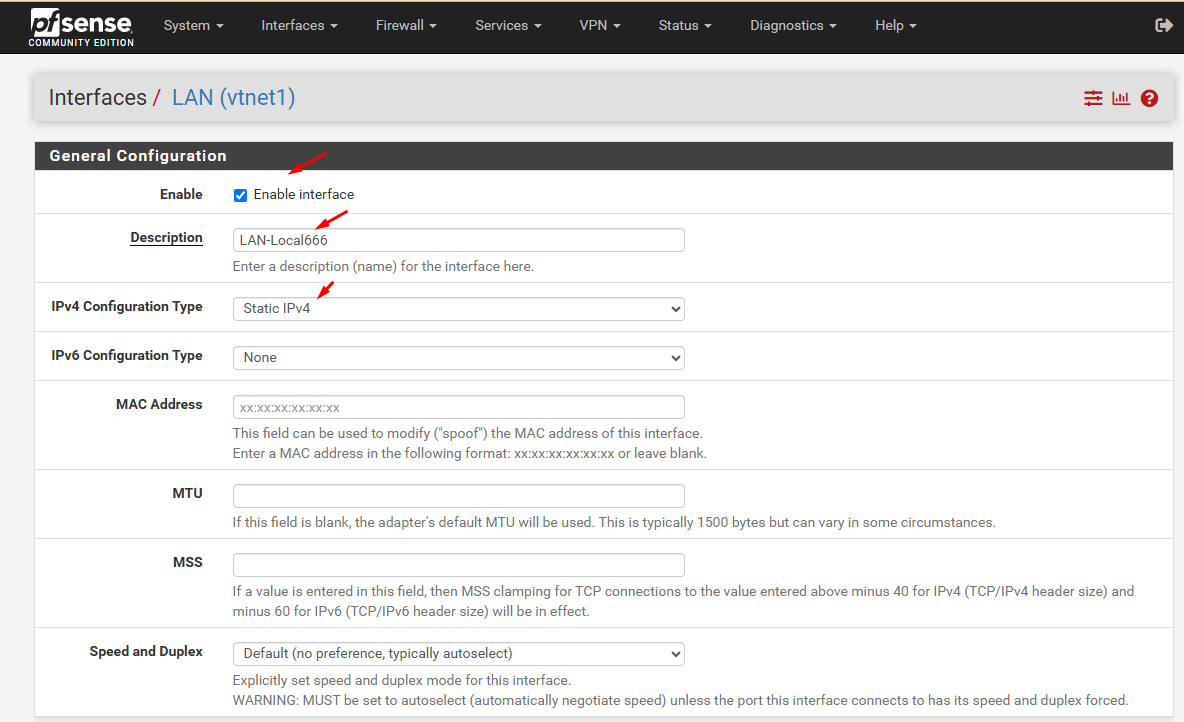 pfsense
COMMUNITY EDITION
System Interfaces Firewall Services VPN Status Diagnostics Help
Interfaces / LAN (vtnet1)
General Configuration
Enable Enable interface
Description LAN-Local666
Enter a description (name) for the interface here.
IPv4 Configuration Type Static IPv4
IPv6 Configuration Type None
MAC Address xx:xx:xx:xx:xx:xx
This field can be used to modify ("spoof") the MAC address of this interface.
Enter a MAC address in the following format: xx:xx:xx:xx:xx:xx or leave blank.
MTU
If this field is blank, the adapter's default MTU will be used. This is typically 1500 bytes but can vary in some circumstances.
MSS
If a value is entered in this field, then MSS clamping for TCP connections to the value entered above minus 40 for IPv4 (TCP/IPv4 header size) and
minus 60 for IPv6 (TCP/IPv6 header size) will be in effect.
Speed and Duplex Default (no preference, typically autoselect)
Explicitly set speed and duplex mode for this interface.
WARNING: MUST be set to autoselect (automatically negotiate speed) unless the port this interface connects to has its speed and duplex forced.